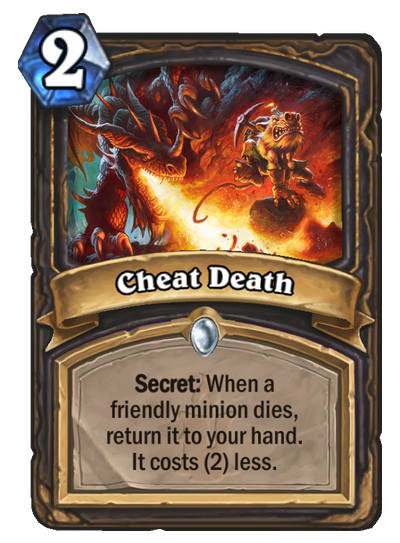 2
Cheat Death
Secret: When a
friendly minion dies,
return it to your hand.
It costs (2) less.